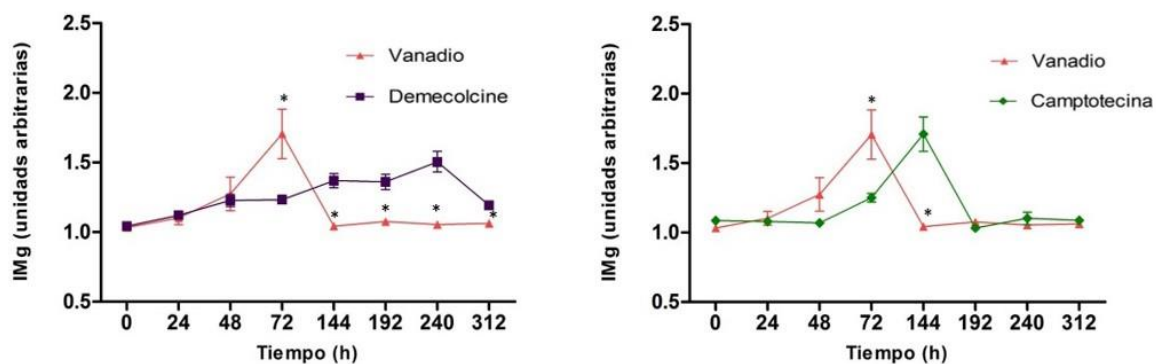 2.5
2.0
1.5
1.0
0.5
IMg (unidads arbitrarias)
Vanadio
Demecolcine
*
*
*
*
*
0 24 48 72 144 192 240 312
Tiempo (h)
2.5
2.0
1.5
1.0
0.5
IMg (unidads arbitrarias)
Vanadio
Camptotecina
*
*
0 24 48 72 144 192 240 312
Tiempo (h)